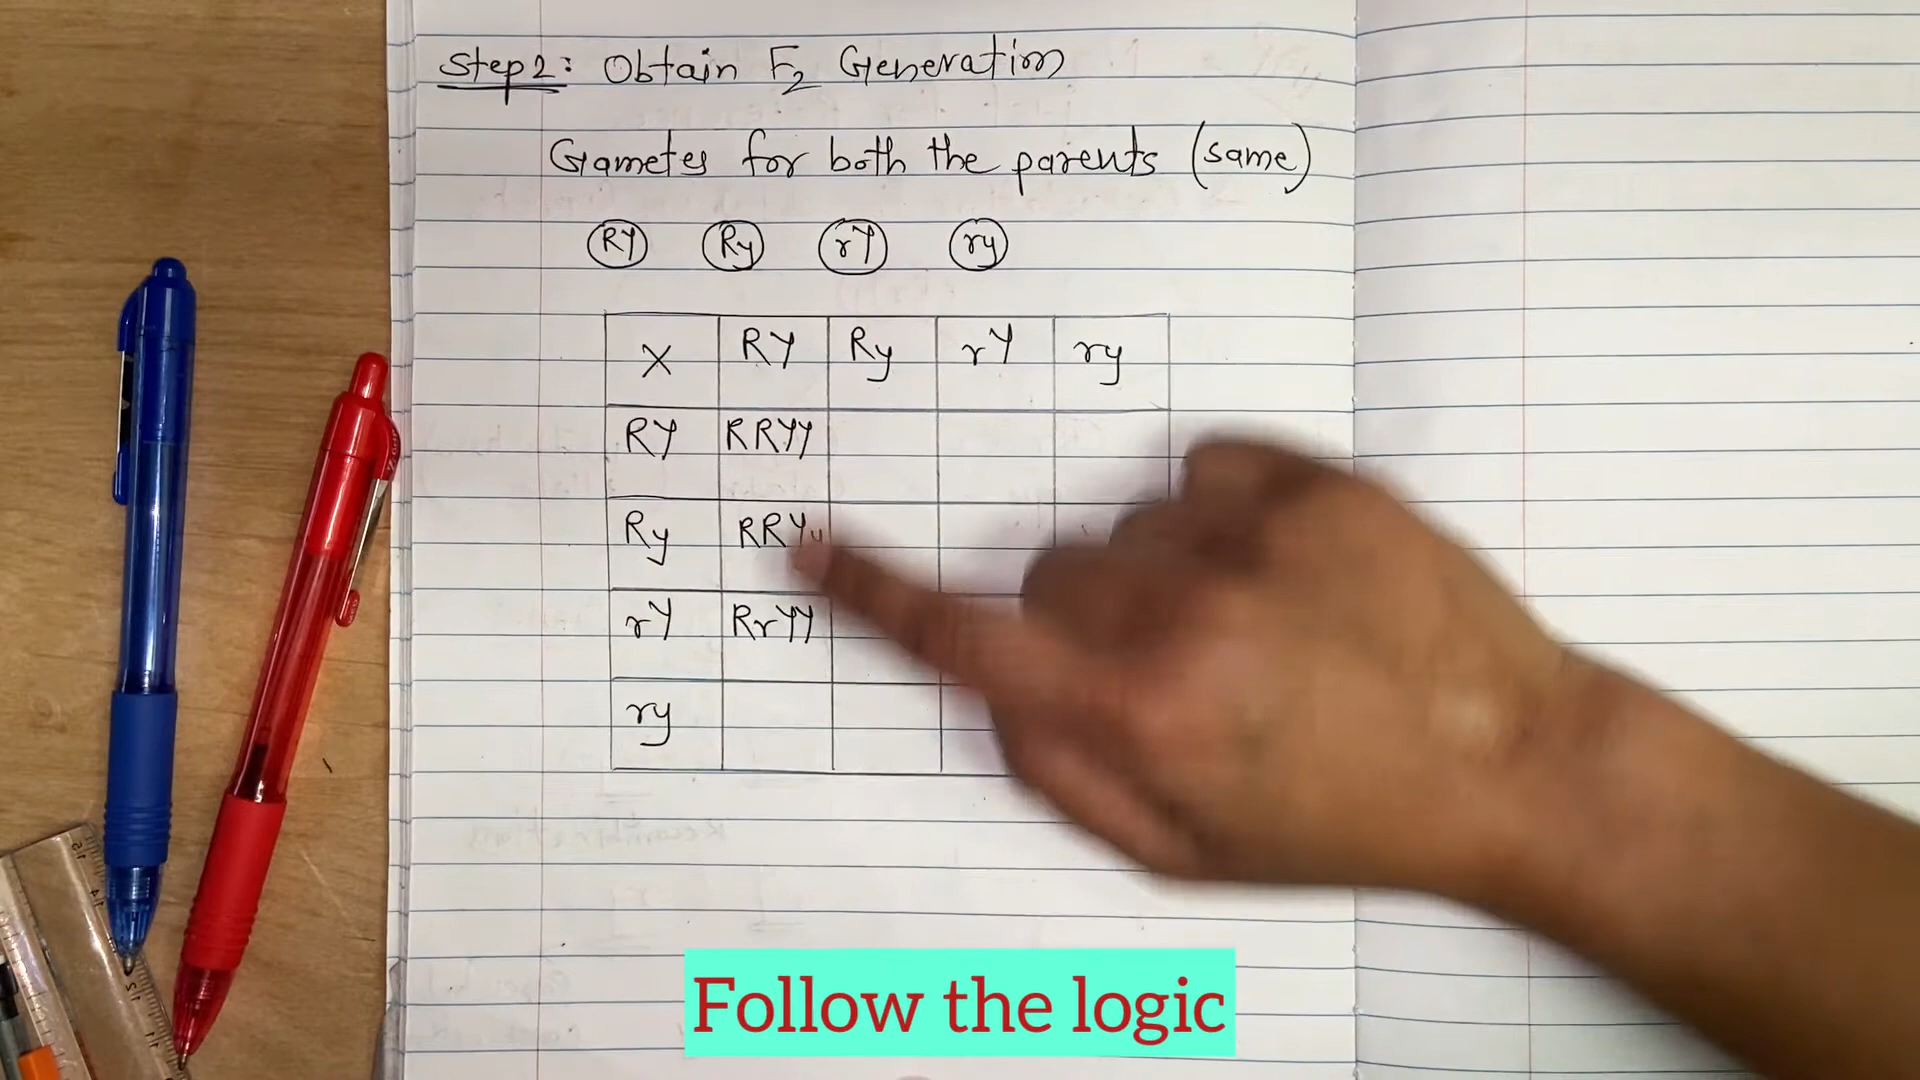 Step 2: Obtain F2 Generation
Gametes for both the parents (same)
RY Ry rY ry
X RY Ry rY ry
RY RRYY
Ry RRYy
rY RrYY
ry
Follow the logic